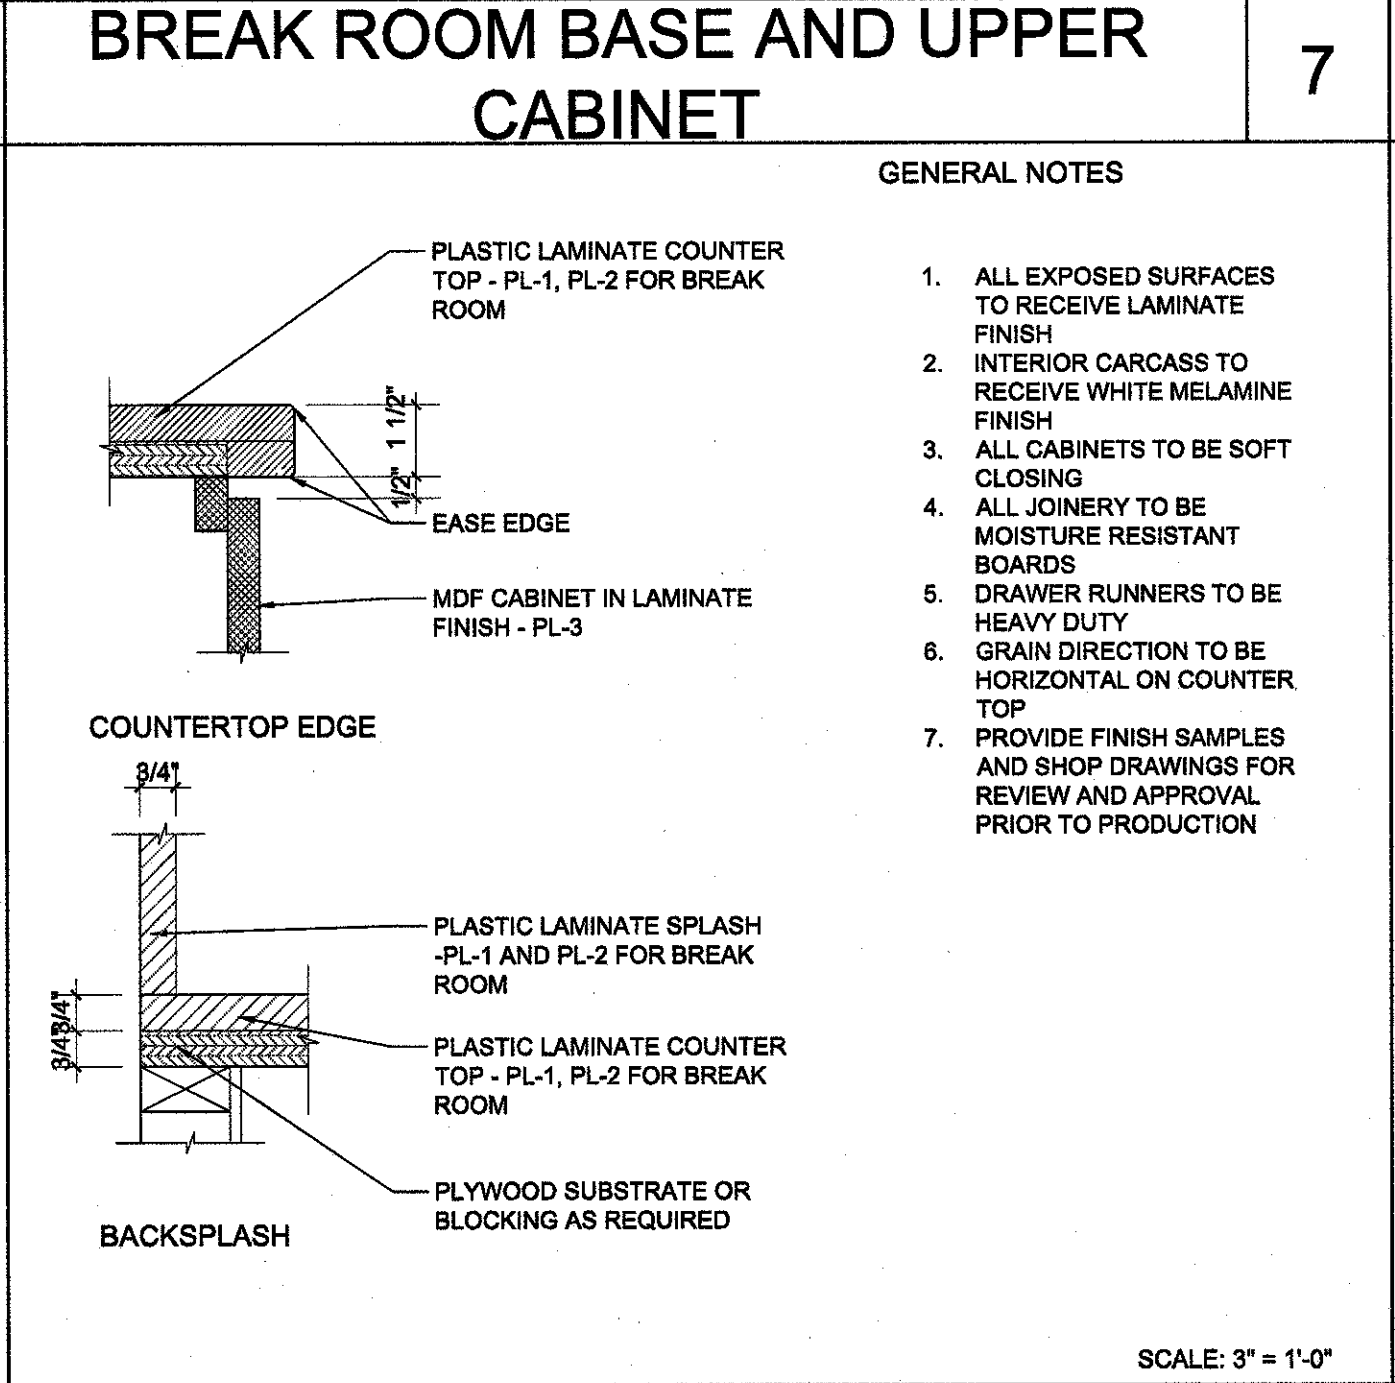 BREAK ROOM BASE AND UPPER
CABINET
7
GENERAL NOTES
PLASTIC LAMINATE COUNTER
TOP - PL-1, PL-2 FOR BREAK
ROOM
1 1/2"
1/2"
EASE EDGE
MDF CABINET IN LAMINATE
FINISH - PL-3
COUNTERTOP EDGE
1. ALL EXPOSED SURFACES
TO RECEIVE LAMINATE
FINISH
2. INTERIOR CARCASS TO
RECEIVE WHITE MELAMINE
FINISH
3. ALL CABINETS TO BE SOFT
CLOSING
4. ALL JOINERY TO BE
MOISTURE RESISTANT
BOARDS
5. DRAWER RUNNERS TO BE
HEAVY DUTY
6. GRAIN DIRECTION TO BE
HORIZONTAL ON COUNTER
TOP
7. PROVIDE FINISH SAMPLES
AND SHOP DRAWINGS FOR
REVIEW AND APPROVAL
PRIOR TO PRODUCTION
3/4"
PLASTIC LAMINATE SPLASH
-PL-1 AND PL-2 FOR BREAK
ROOM
3/4"
3/4"
PLASTIC LAMINATE COUNTER
TOP - PL-1, PL-2 FOR BREAK
ROOM
PLYWOOD SUBSTRATE OR
BLOCKING AS REQUIRED
BACKSPLASH
SCALE: 3" = 1'-0"